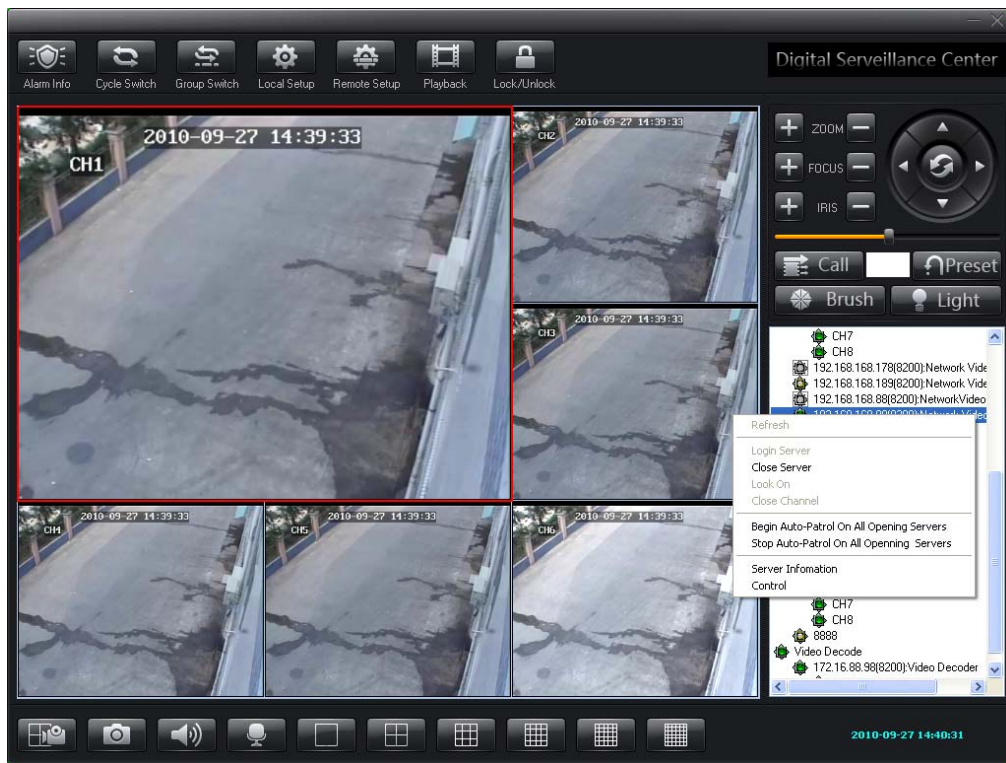 Digital Serveillance Center
Alarm Info
Cycle Switch
Group Switch
Local Setup
Remote Setup
Playback
Lock/Unlock
2010-09-27 14:39:33
CH1
2010-09-27 14:39:33
CH2
2010-09-27 14:39:33
CH3
2010-09-27 14:39:33
CH4
2010-09-27 14:39:33
CH5
2010-09-27 14:39:33
CH6
ZOOM
FOCUS
IRIS
Call
Preset
Brush
Light
CH7
CH8
192.168.168.178(8200):Network Vide
192.168.168.189(8200):Network Vide
192.168.168.88(8200):NetworkVideo
Refresh
Login Server
Close Server
Look On
Close Channel
Begin Auto-Patrol On All Opening Servers
Stop Auto-Patrol On All Openning Servers
Server Infomation
Control
CH7
CH8
8888
Video Decode
172.16.88.98(8200):Video Decoder
2010-09-27 14:40:31